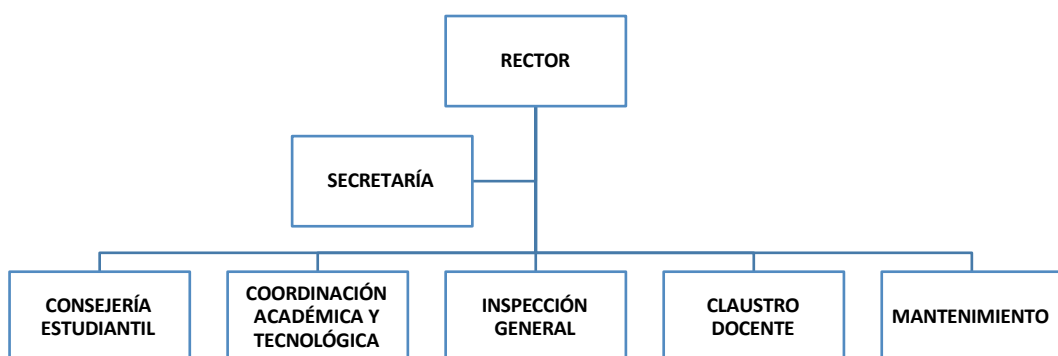 RECTOR
SECRETARÍA
CONSEJERÍA
ESTUDIANTIL
COORDINACIÓN
ACADÉMICA Y
TECNOLÓGICA
INSPECCIÓN
GENERAL
CLAUSTRO
DOCENTE
MANTENIMIENTO